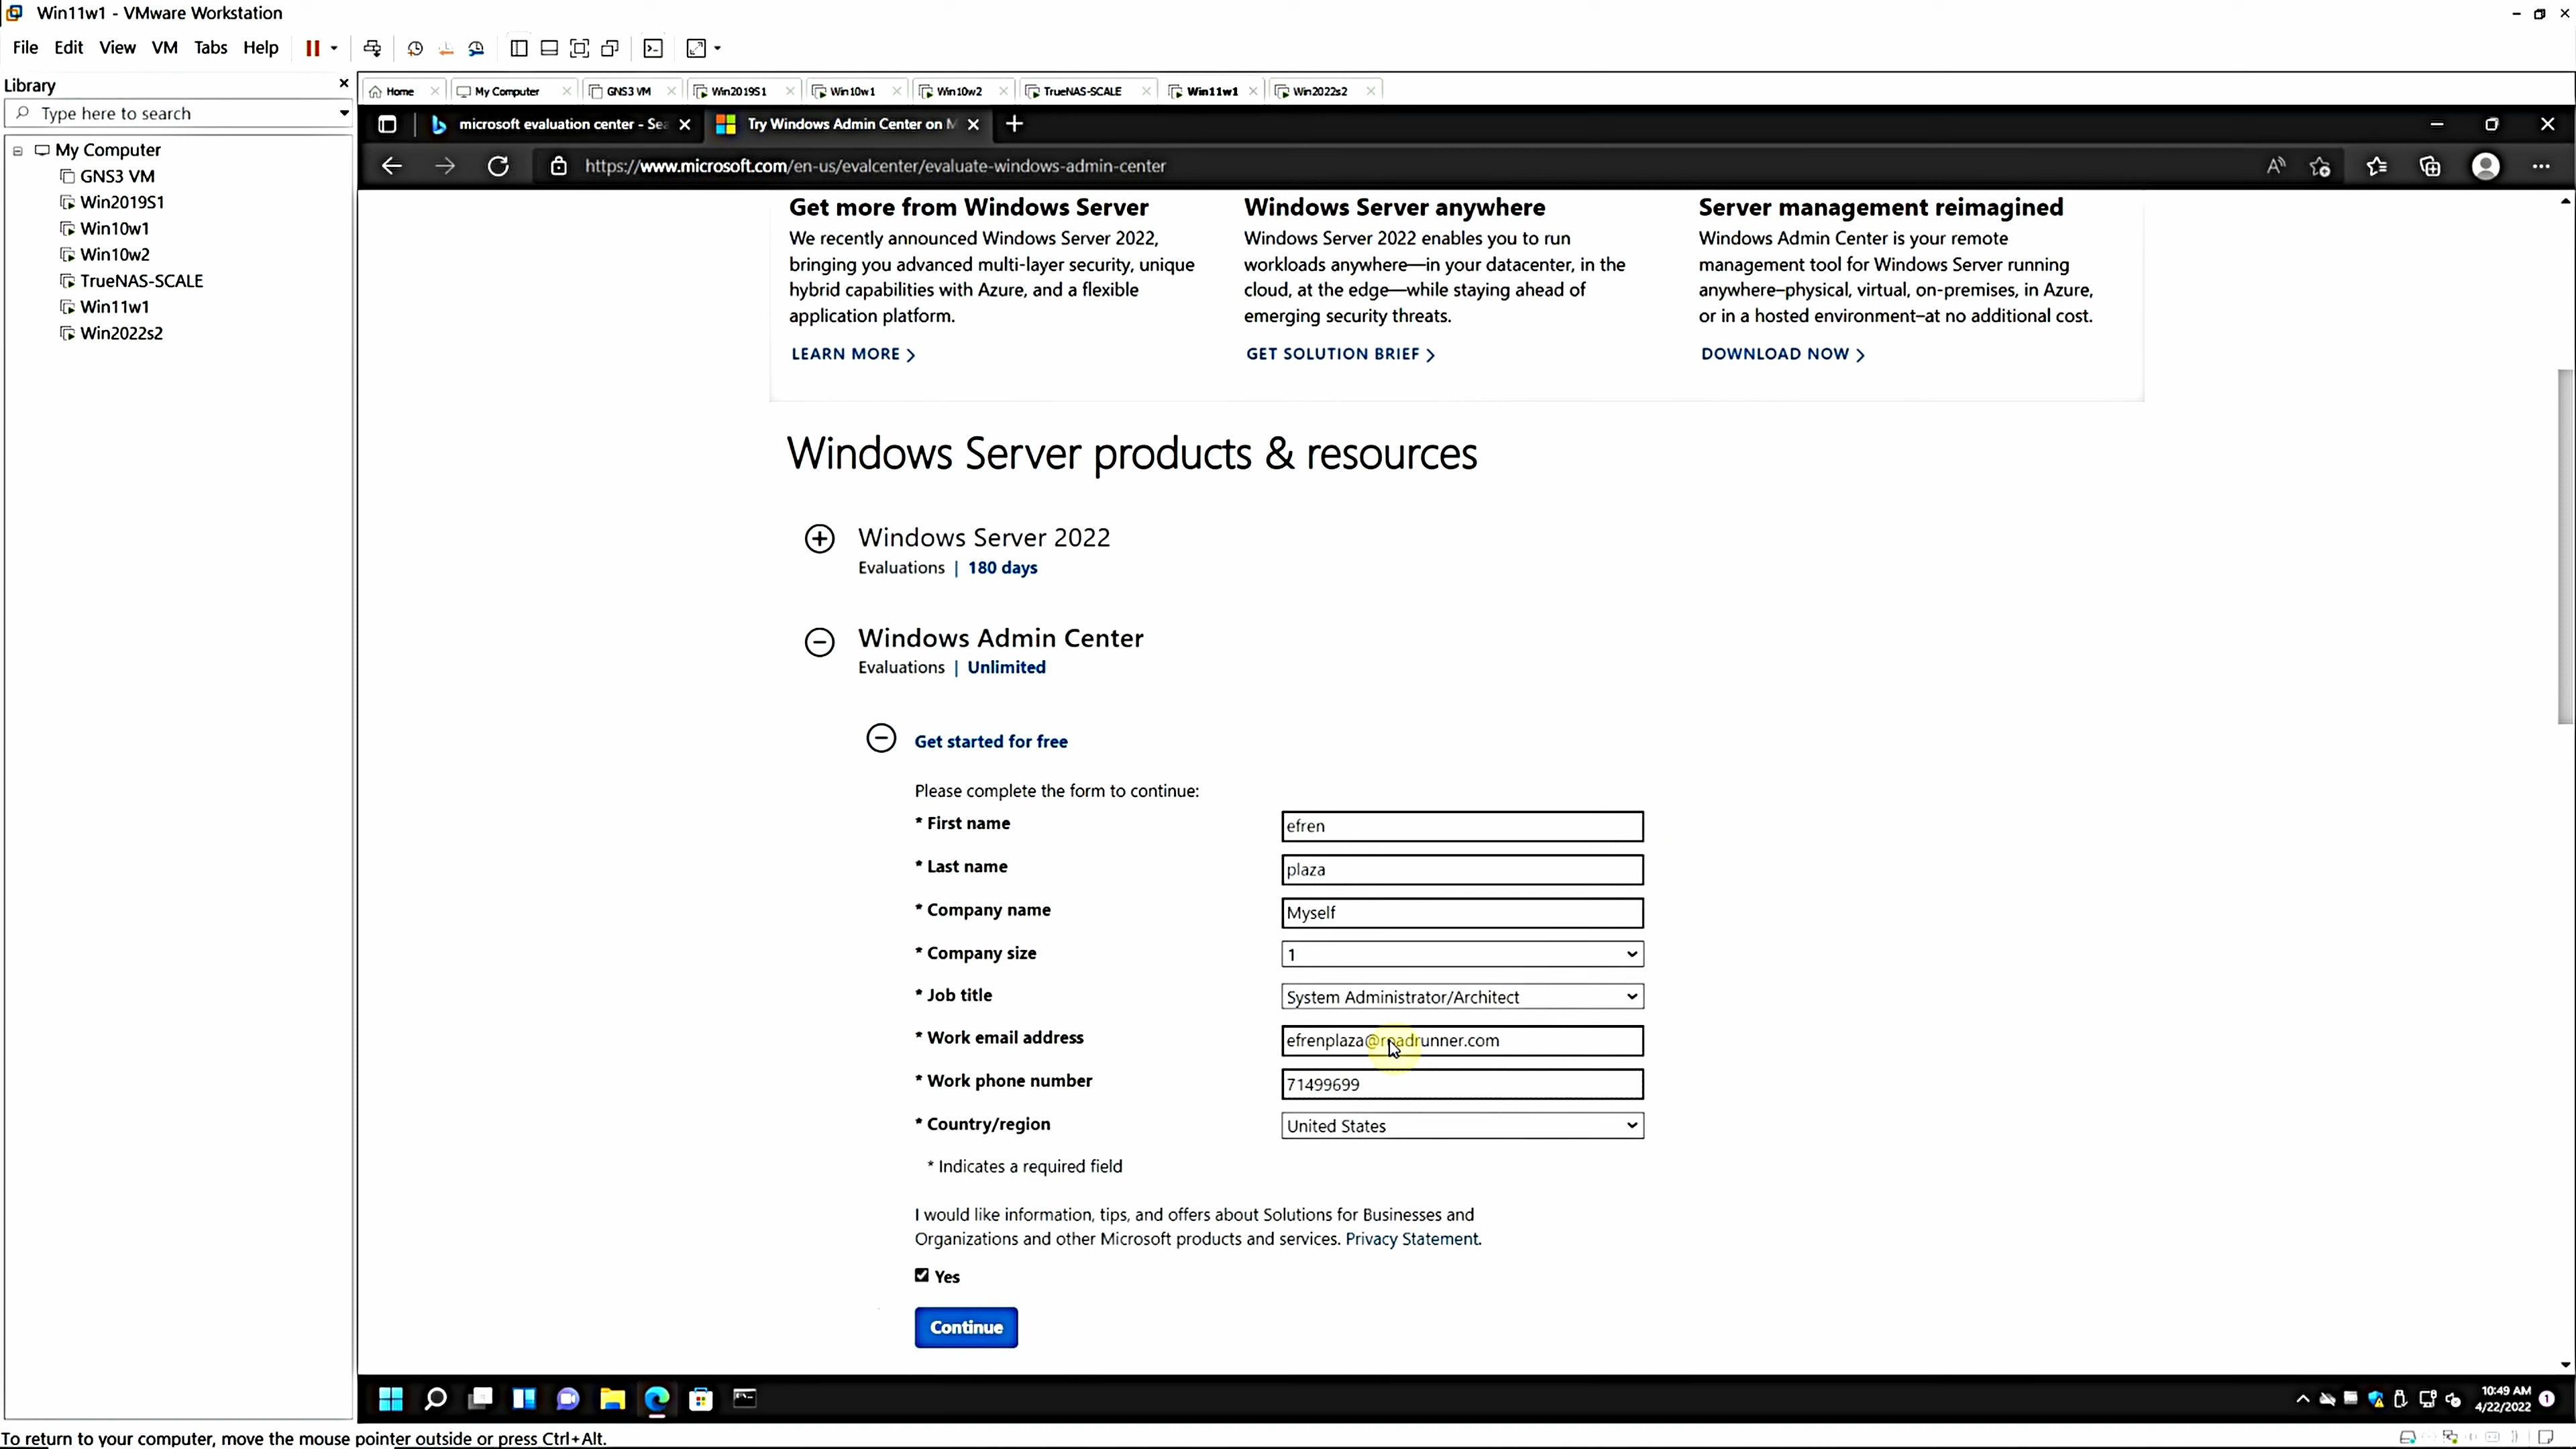 Win11w1 - VMware Workstation
File Edit View VM Tabs Help
Library
Type here to search
My Computer
GNS3 VM
Win2019S1
Win10w1
Win10w2
TrueNAS-SCALE
Win11w1
Win2022s2
Home My Computer GNS3 VM Win2019S1 Win10w1 Win10w2 TrueNAS-SCALE Win11w1 Win2022s2
microsoft evaluation center - Sea Try Windows Admin Center on M
https://www.microsoft.com/en-us/evalcenter/evaluate-windows-admin-center
Get more from Windows Server
We recently announced Windows Server 2022,
bringing you advanced multi-layer security, unique
hybrid capabilities with Azure, and a flexible
application platform.
LEARN MORE
Windows Server anywhere
Windows Server 2022 enables you to run
workloads anywhere—in your datacenter, in the
cloud, at the edge—while staying ahead of
emerging security threats.
GET SOLUTION BRIEF
Server management reimagined
Windows Admin Center is your remote
management tool for Windows Server running
anywhere–physical, virtual, on-premises, in Azure,
or in a hosted environment–at no additional cost.
DOWNLOAD NOW
Windows Server products & resources
Windows Server 2022
Evaluations | 180 days
Windows Admin Center
Evaluations | Unlimited
Get started for free
Please complete the form to continue:
* First name efren
* Last name plaza
* Company name Myself
* Company size 1
* Job title System Administrator/Architect
* Work email address efrenplaza@roadrunner.com
* Work phone number 71499699
* Country/region United States
* Indicates a required field
I would like information, tips, and offers about Solutions for Businesses and
Organizations and other Microsoft products and services. Privacy Statement.
Yes
Continue
10:49 AM
4/22/2022
1
To return to your computer, move the mouse pointer outside or press Ctrl+Alt.